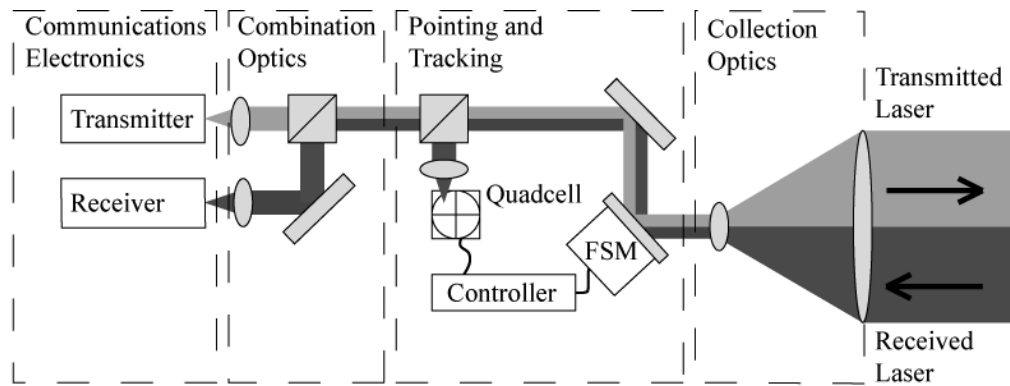 Communications
Electronics
Combination
Optics
Pointing and
Tracking
Collection
Optics
Transmitted
Laser
Transmitter
Receiver
Quadcell
FSM
Controller
Received
Laser